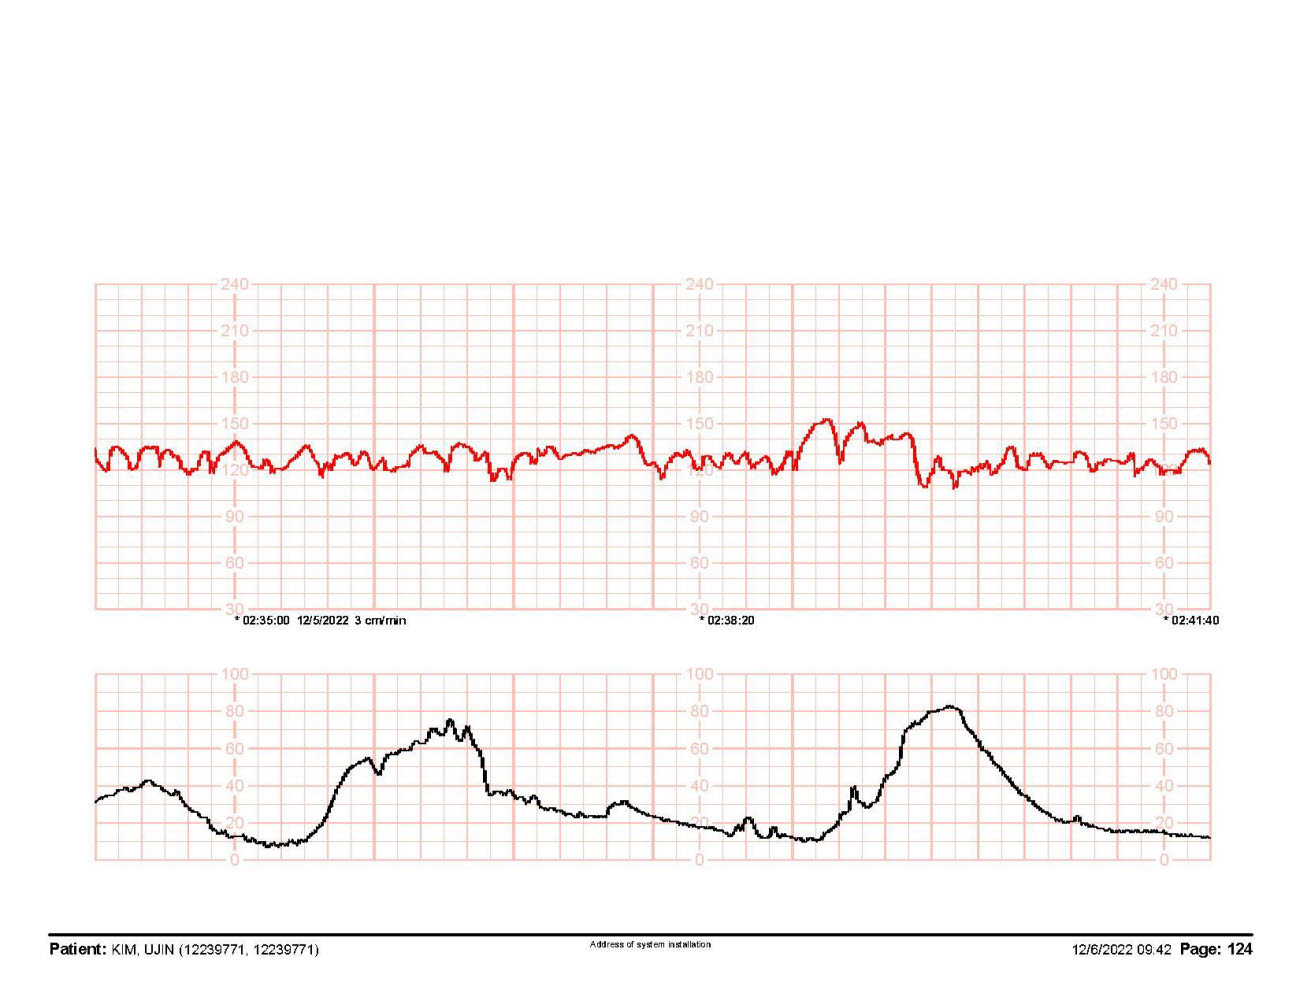 240 240 240
210 210 210
180 180 180
150 150 150
120 120 120
90 90 90
60 60 60
30 30 30
* 02:35:00 12/5/2022 3 cm/min * 02:38:20 * 02:41:40
100 100 100
80 80 80
60 60 60
40 40 40
20 20 20
0 0 0
Patient: KIM, UJIN (12239771, 12239771) Address of system installation 12/6/2022 09:42 Page: 124